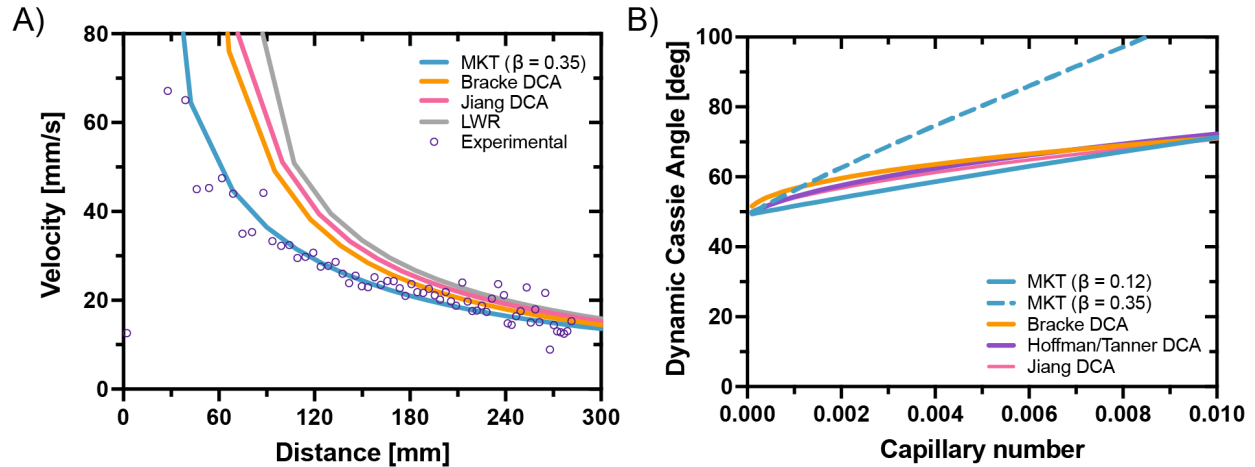 A)
Velocity [mm/s]
80
60
40
20
0
0 60 120 180 240 300
Distance [mm]
MKT (β = 0.35)
Bracke DCA
Jiang DCA
LWR
Experimental
B)
Dynamic Cassie Angle [deg]
100
80
60
40
20
0
0.000 0.002 0.004 0.006 0.008 0.010
Capillary number
MKT (β = 0.12)
MKT (β = 0.35)
Bracke DCA
Hoffman/Tanner DCA
Jiang DCA